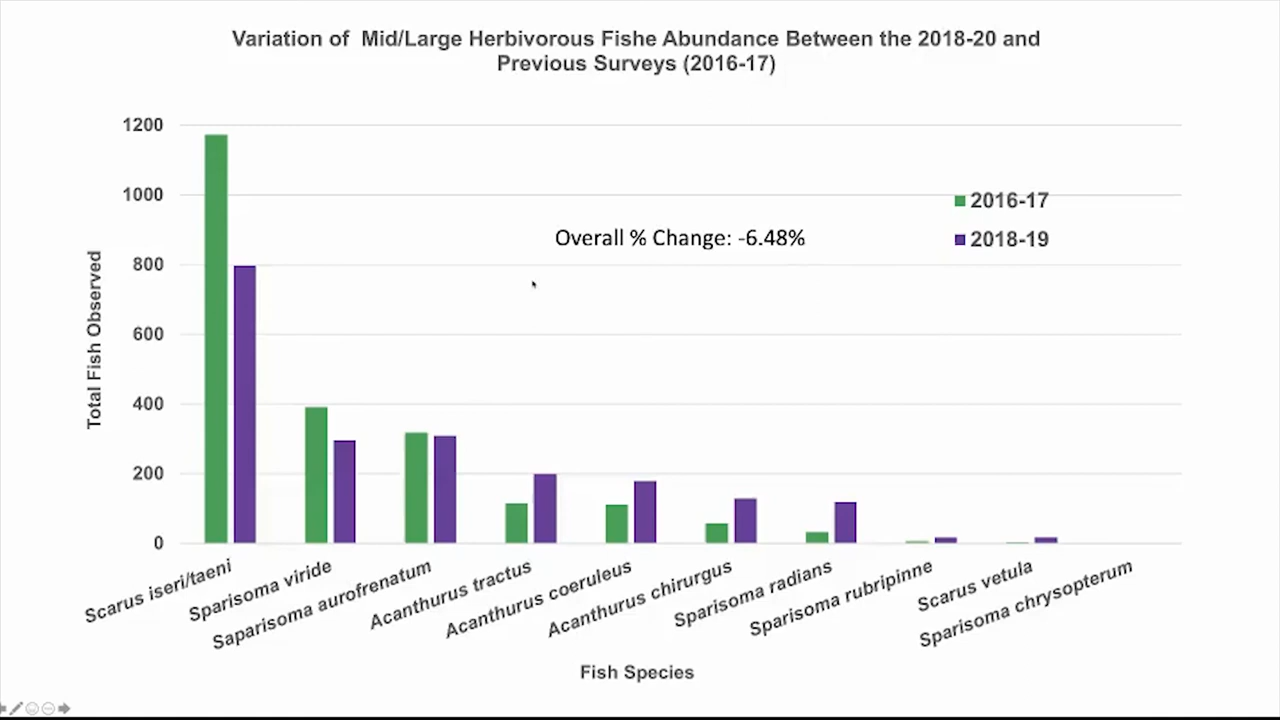 Variation of  Mid/Large Herbivorous Fishe Abundance Between the 2018-20 and
Previous Surveys (2016-17)
1200
1000
800
600
400
200
0
Total Fish Observed
Overall % Change: -6.48%
2016-17
2018-19
Scarus iseri/taeni
Sparisoma viride
Saparisoma aurofrenatum
Acanthurus tractus
Acanthurus coeruleus
Acanthurus chirurgus
Sparisoma radians
Sparisoma rubripinne
Scarus vetula
Sparisoma chrysopterum
Fish Species